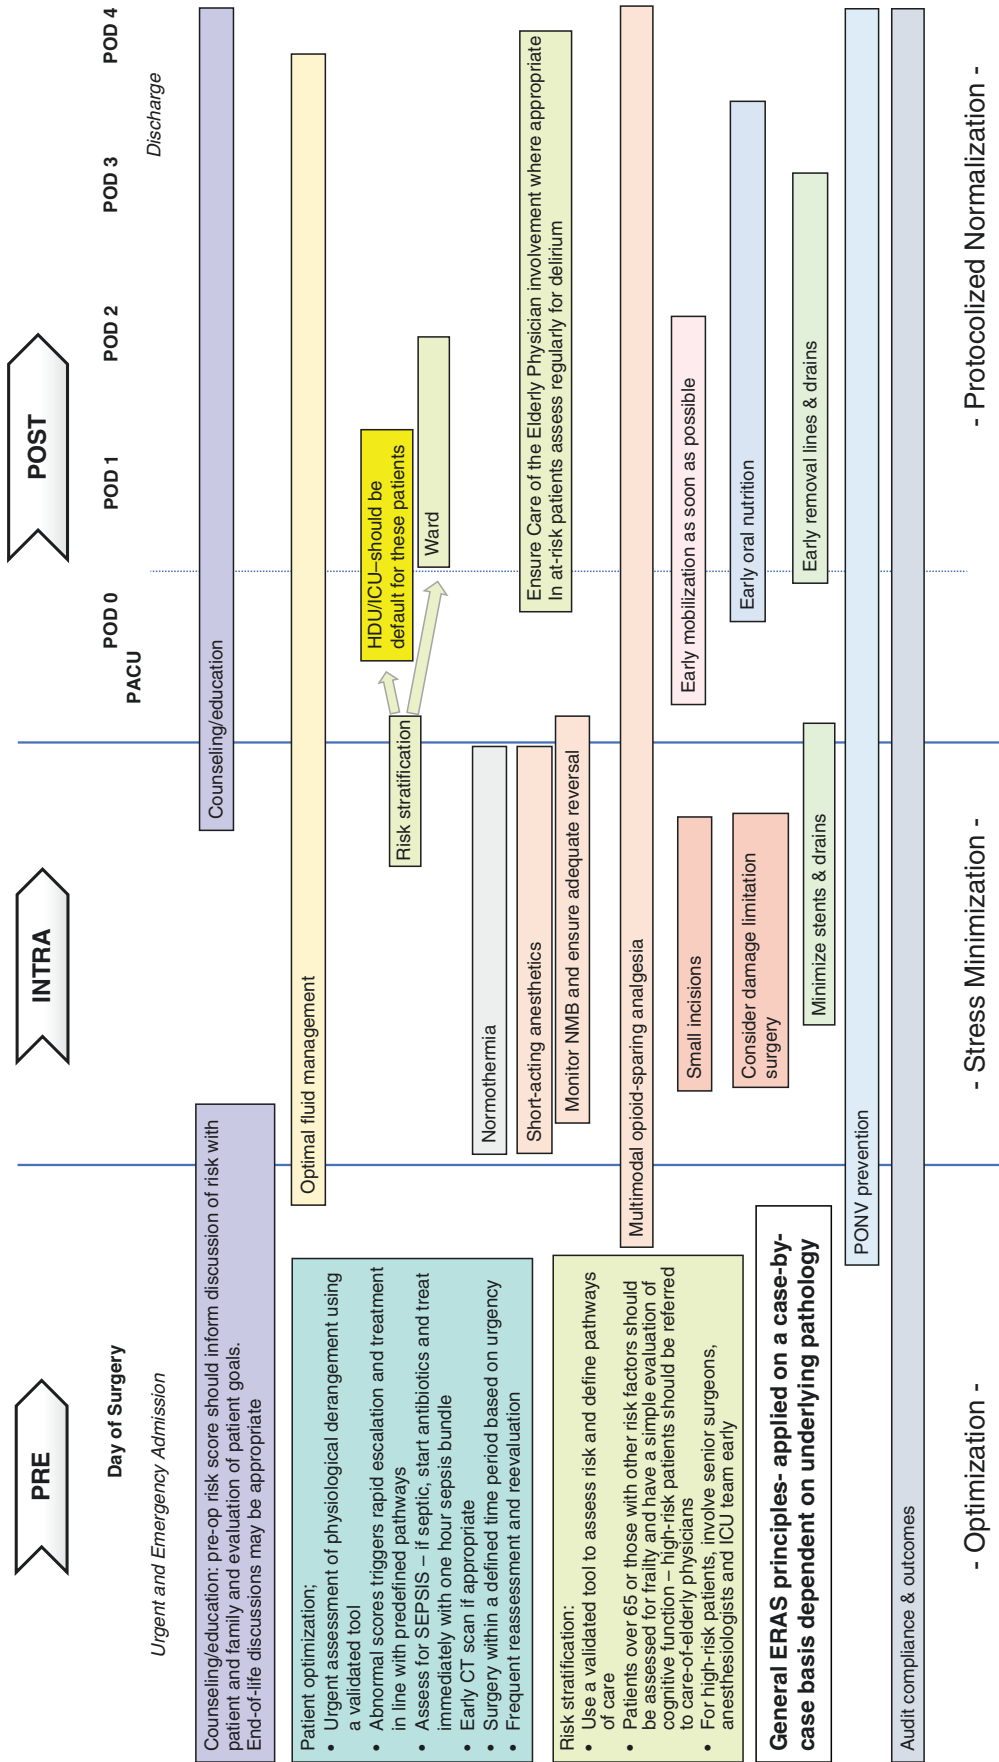 PRE
INTRA
POST
Day of Surgery
PACU
POD 0
POD 1
POD 2
POD 3
POD 4
Urgent and Emergency Admission
Discharge
Counseling/education: pre-op risk score should inform discussion of risk with
patient and family and evaluation of patient goals.
End-of-life discussions may be appropriate
Counseling/education
Patient optimization;
• Urgent assessment of physiological derangement using
a validated tool
• Abnormal scores triggers rapid escalation and treatment
in line with predefined pathways
• Assess for SEPSIS – if septic, start antibiotics and treat
immediately with one hour sepsis bundle
• Early CT scan if appropriate
• Surgery within a defined time period based on urgency
• Frequent reassessment and reevaluation
Optimal fluid management
Risk stratification
HDU/ICU–should be
default for these patients
Ward
Normothermia
Short-acting anesthetics
Monitor NMB and ensure adequate reversal
Ensure Care of the Elderly Physician involvement where appropriate
In at-risk patients assess regularly for delirium
Risk stratification:
• Use a validated tool to assess risk and define pathways
of care
• Patients over 65 or those with other risk factors should
be assessed for frailty and have a simple evaluation of
cognitive function – high-risk patients should be referred
to care-of-elderly physicians
• For high-risk patients, involve senior surgeons,
anesthesiologists and ICU team early
Multimodal opioid-sparing analgesia
Small incisions
Early mobilization as soon as possible
Consider damage limitation
surgery
Early oral nutrition
Minimize stents & drains
Early removal lines & drains
General ERAS principles- applied on a case-by-
case basis dependent on underlying pathology
PONV prevention
Audit compliance & outcomes
- Optimization -
- Stress Minimization -
- Protocolized Normalization -